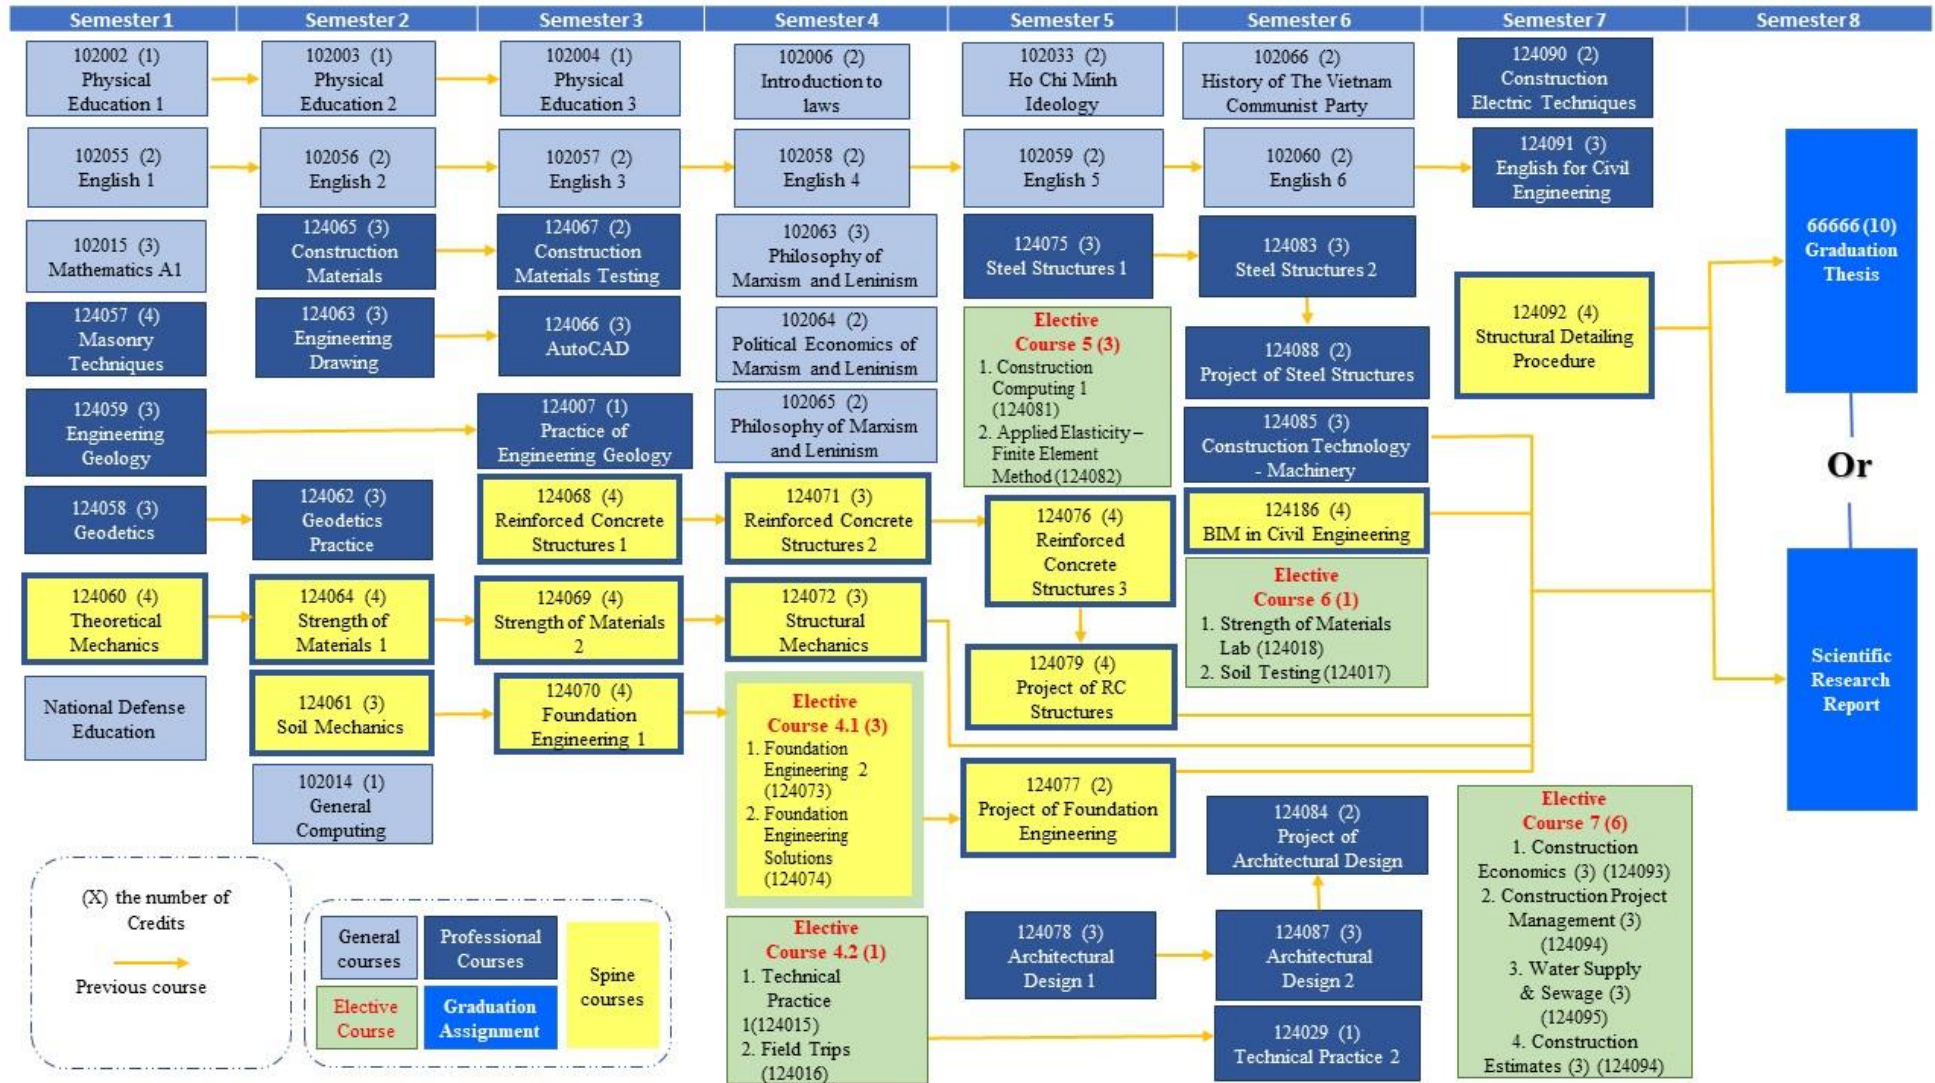 Semester 1
Semester 2
Semester 3
Semester 4
Semester 5
Semester 6
Semester 7
Semester 8
102002 (1)
Physical
Education 1
102003 (1)
Physical
Education 2
102004 (1)
Physical
Education 3
102006 (2)
Introduction to
laws
102033 (2)
Ho Chi Minh
Ideology
102066 (2)
History of The Vietnam
Communist Party
124090 (2)
Construction
Electric Techniques
102055 (2)
English 1
102056 (2)
English 2
102057 (2)
English 3
102058 (2)
English 4
102059 (2)
English 5
102060 (2)
English 6
124091 (3)
English for Civil
Engineering
102015 (3)
Mathematics A1
124065 (3)
Construction
Materials
124067 (2)
Construction
Materials Testing
102063 (3)
Philosophy of
Marxism and Leninism
124075 (3)
Steel Structures 1
124083 (3)
Steel Structures 2
66666 (10)
Graduation
Thesis
124057 (4)
Masonry
Techniques
124063 (3)
Engineering
Drawing
124066 (3)
AutoCAD
102064 (2)
Political Economics of
Marxism and Leninism
Elective
Course 5 (3)
1. Construction
Computing 1
(124081)
2. Applied Elasticity –
Finite Element
Method (124082)
124088 (2)
Project of Steel Structures
124092 (4)
Structural Detailing
Procedure
124059 (3)
Engineering
Geology
124007 (1)
Practice of
Engineering Geology
102065 (2)
Philosophy of Marxism
and Leninism
124085 (3)
Construction Technology
- Machinery
Or
124058 (3)
Geodetics
124062 (3)
Geodetics
Practice
124068 (4)
Reinforced Concrete
Structures 1
124071 (3)
Reinforced Concrete
Structures 2
124076 (4)
Reinforced
Concrete
Structures 3
124186 (4)
BIM in Civil Engineering
124060 (4)
Theoretical
Mechanics
124064 (4)
Strength of
Materials 1
124069 (4)
Strength of Materials
2
124072 (3)
Structural
Mechanics
124079 (4)
Project of RC
Structures
Elective
Course 6 (1)
1. Strength of Materials
Lab (124018)
2. Soil Testing (124017)
Scientific
Research
Report
National Defense
Education
124061 (3)
Soil Mechanics
124070 (4)
Foundation
Engineering 1
Elective
Course 4.1 (3)
1. Foundation
Engineering 2
(124073)
2. Foundation
Engineering
Solutions
(124074)
124077 (2)
Project of Foundation
Engineering
102014 (1)
General
Computing
124084 (2)
Project of
Architectural Design
Elective
Course 7 (6)
1. Construction
Economics (3) (124093)
2. Construction Project
Management (3)
(124094)
3. Water Supply
& Sewage (3)
(124095)
4. Construction
Estimates (3) (124094)
(X) the number of
Credits
Previous course
General
courses
Professional
Courses
Spine
courses
Elective
Course
Graduation
Assignment
Elective
Course 4.2 (1)
1. Technical
Practice
1(124015)
2. Field Trips
(124016)
124078 (3)
Architectural
Design 1
124087 (3)
Architectural
Design 2
124029 (1)
Technical Practice 2